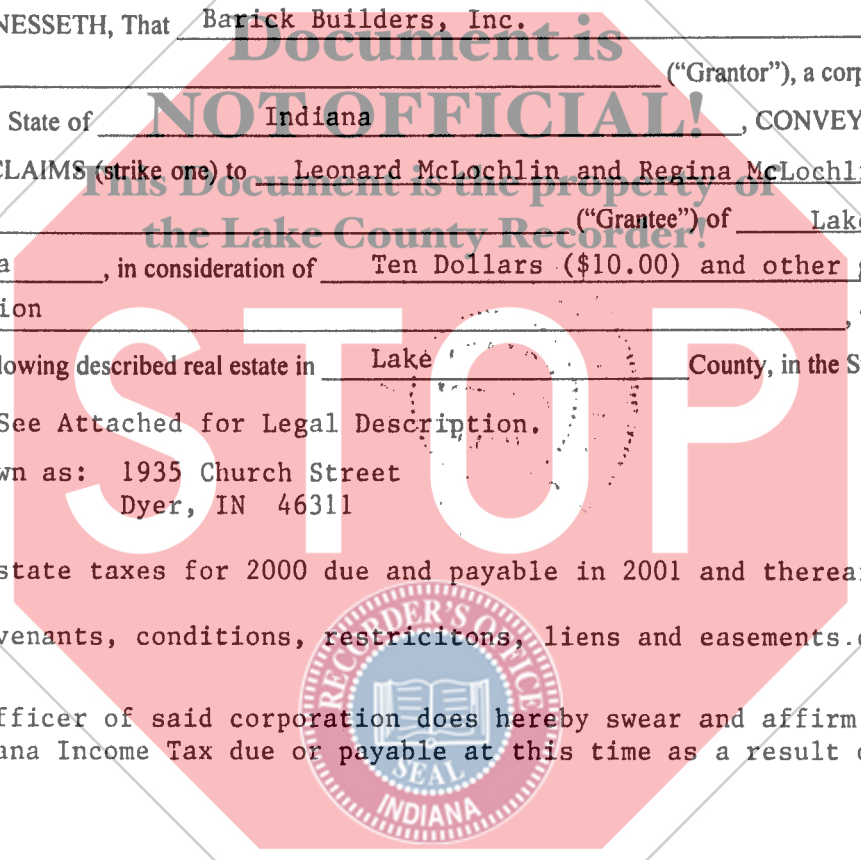 NESSETH, That Barick Builders, Inc.
Document is
("Grantor"), a corp
NOT OFFICIAL!
State of Indiana, CONVEY
CLAIMS (strike one) to Leonard McLochlin and Regina McLochli
This Document is the property of
("Grantee") of Lake
the Lake County Recorder!
a, in consideration of Ten Dollars ($10.00) and other g
ion,
lowing described real estate in Lake County, in the S
STOP
See Attached for Legal Description.
wn as: 1935 Church Street
Dyer, IN 46311
state taxes for 2000 due and payable in 2001 and therea
venants, conditions, restricitons, liens and easements.
fficer of said corporation does hereby swear and affirm
ana Income Tax due or payable at this time as a result
RECORDER'S OFFICE
SEAL
INDIANA